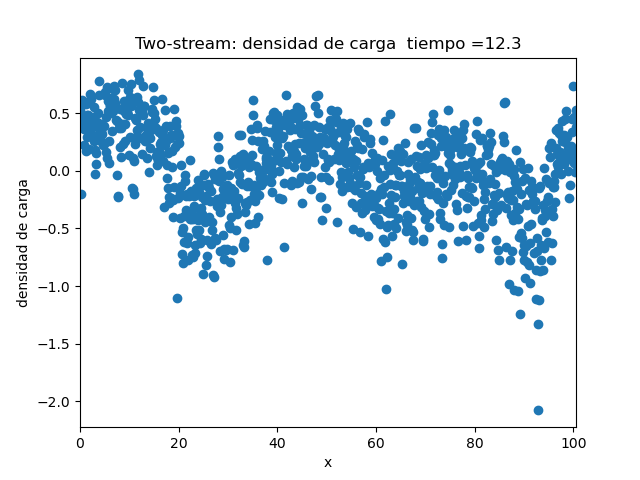 Two-stream: densidad de carga  tiempo =12.3
densidad de carga
0.5
0.0
−0.5
−1.0
−1.5
−2.0
0 20 40 60 80 100
x